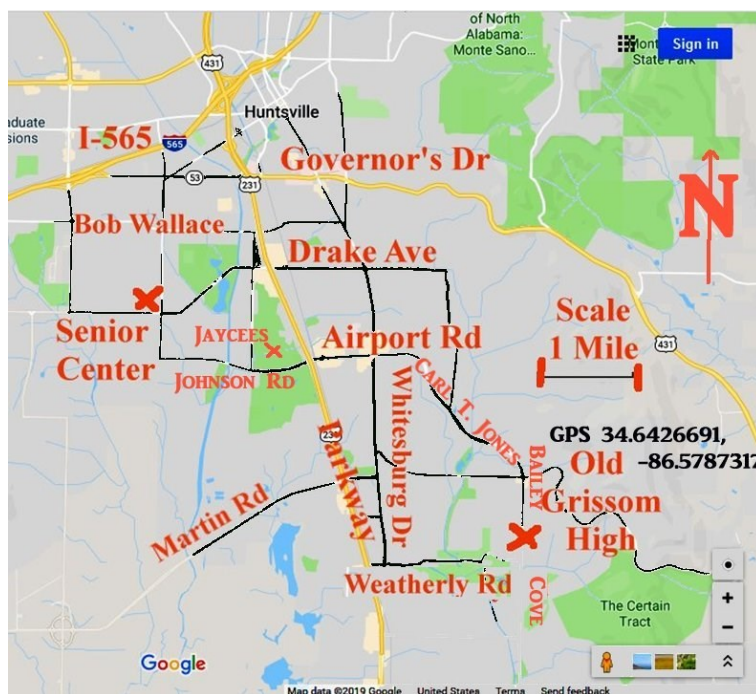 of North
Alabama:
Monte Sano...
Sign in
State Park
431
Huntsville
I-565
565
Governor's Dr
53
231
Bob Wallace
Drake Ave
Senior
Center
JAYCEES
Airport Rd
Scale
1 Mile
431
JOHNSON RD
CARL T. JONES
Whitesburg Dr
Parkway
GPS 34.6426691,
-86.5787317
BAILEY
COVE
Old
Grissom
High
N
Martin Rd
Weatherly Rd
The Certain
Tract
Google
Map data ©2019 Google United States Terms Send feedback